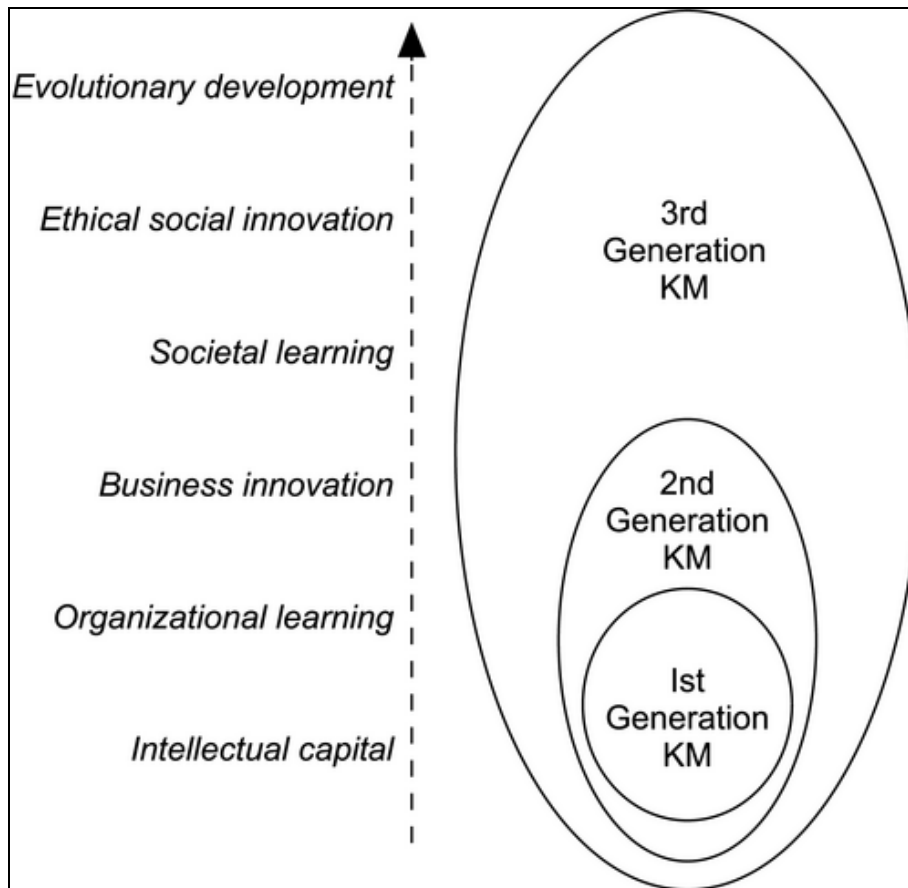 Evolutionary development
Ethical social innovation
Societal learning
Business innovation
Organizational learning
Intellectual capital
3rd
Generation
KM
2nd
Generation
KM
Ist
Generation
KM